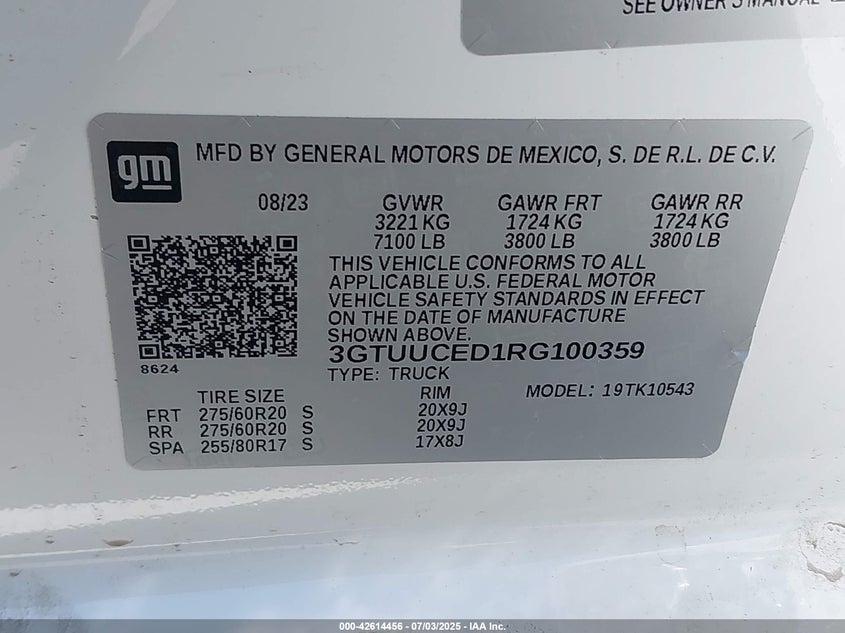 SEE OWNER'S MANUAL
gm
MFD BY GENERAL MOTORS DE MEXICO, S. DE R.L. DE C.V.
08/23 GVWR GAWR FRT GAWR RR
3221 KG 1724 KG 1724 KG
7100 LB 3800 LB 3800 LB
THIS VEHICLE CONFORMS TO ALL
APPLICABLE U.S. FEDERAL MOTOR
VEHICLE SAFETY STANDARDS IN EFFECT
ON THE DATE OF MANUFACTURE
SHOWN ABOVE.
8624
3GTUUCED1RG100359
TYPE: TRUCK
TIRE SIZE RIM MODEL: 19TK10543
FRT 275/60R20 S 20X9J
RR 275/60R20 S 20X9J
SPA 255/80R17 S 17X8J
000-42614456 - 07/03/2025 - IAA Inc.